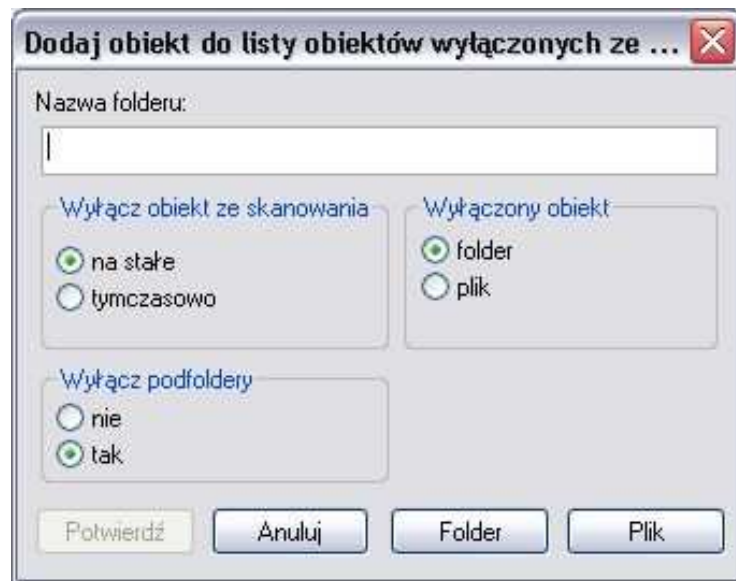 Dodaj obiekt do listy obiektów wyłączonych ze ...
Nazwa folderu:
Wyłącz obiekt ze skanowania
na stałe
tymczasowo
Wyłączony obiekt
folder
plik
Wyłącz podfoldery
nie
tak
Potwierdź Anuluj Folder Plik